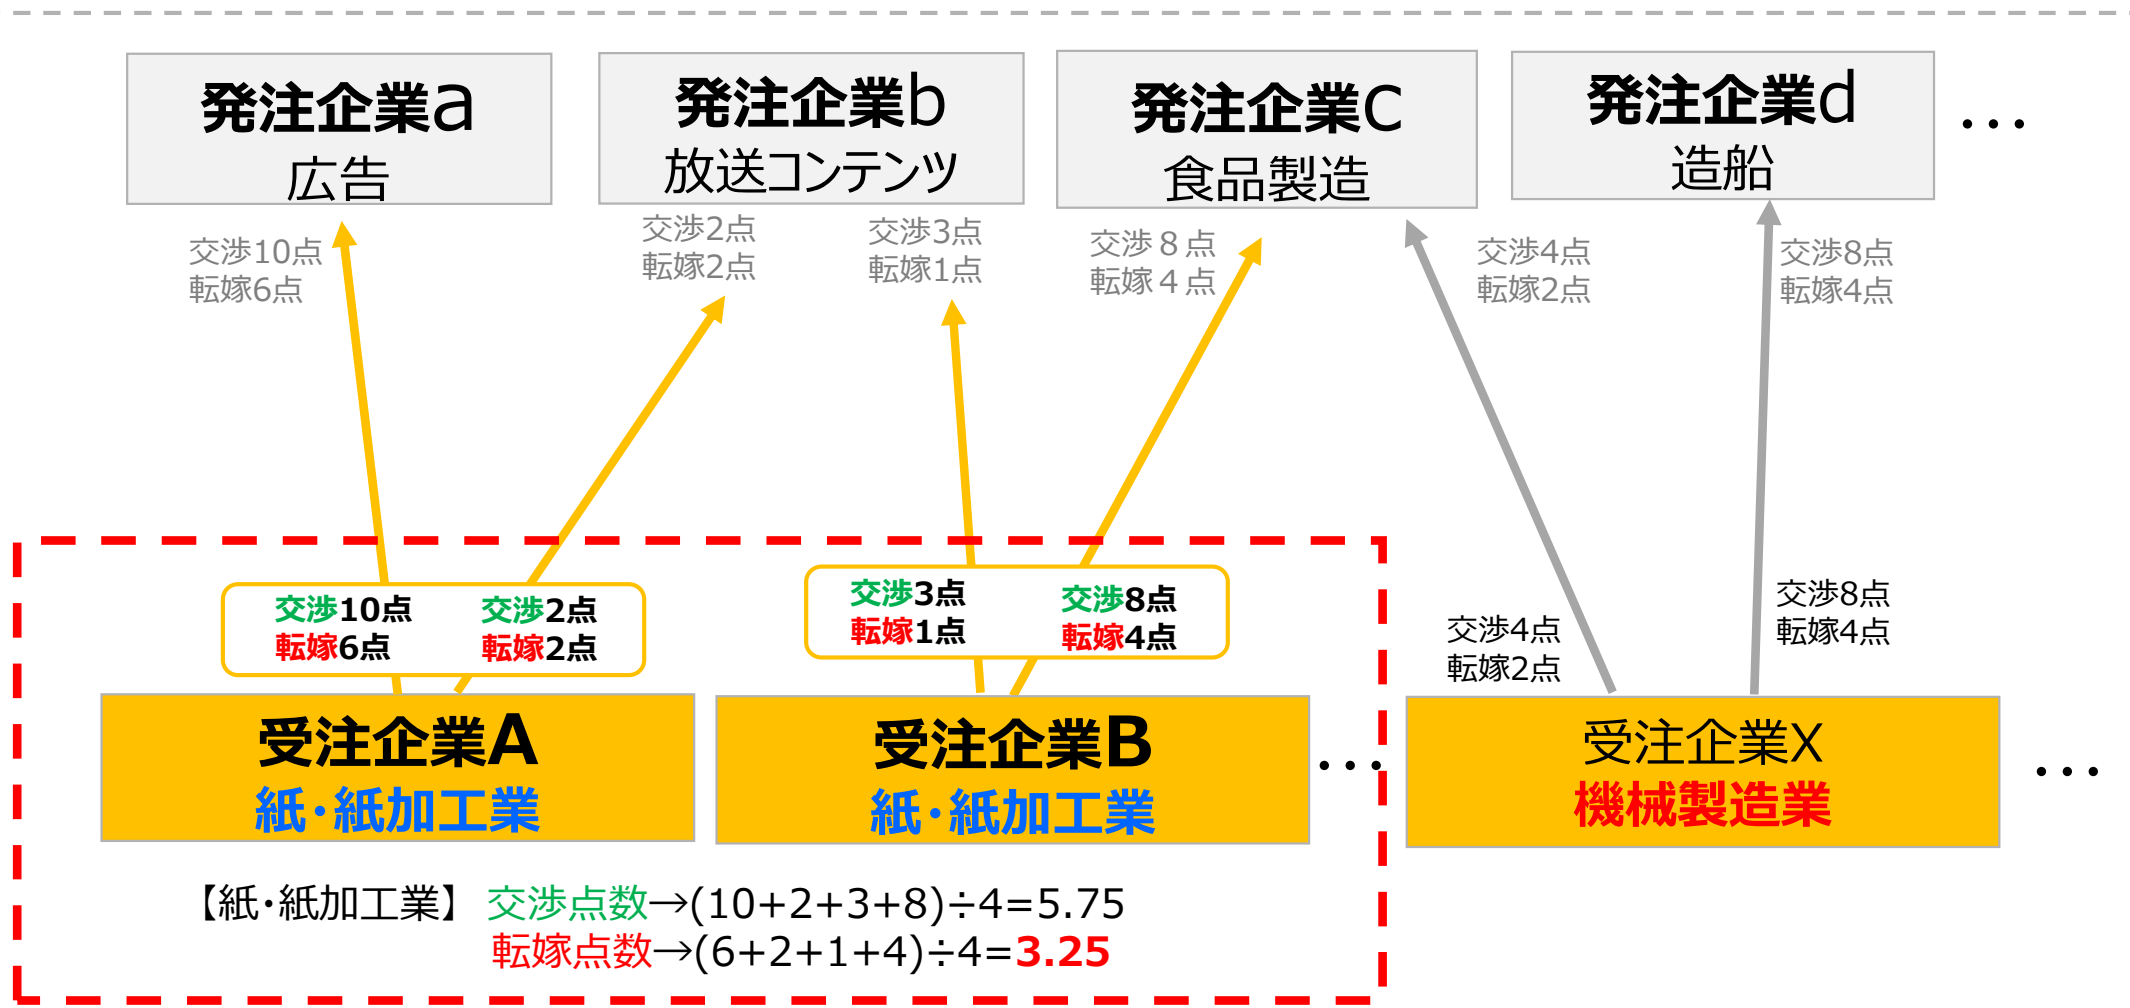 発注企業a
広告
発注企業b
放送コンテンツ
発注企業c
食品製造
発注企業d
造船
…
交渉10点
転嫁6点
交渉2点
転嫁2点
交渉3点
転嫁1点
交渉８点
転嫁４点
交渉4点
転嫁2点
交渉8点
転嫁4点
交渉10点
転嫁6点
交渉2点
転嫁2点
交渉3点
転嫁1点
交渉8点
転嫁4点
交渉4点
転嫁2点
交渉8点
転嫁4点
受注企業A
紙・紙加工業
受注企業B
紙・紙加工業
…
受注企業X
機械製造業
…
【紙・紙加工業】 交渉点数→(10+2+3+8)÷4=5.75
転嫁点数→(6+2+1+4)÷4=3.25